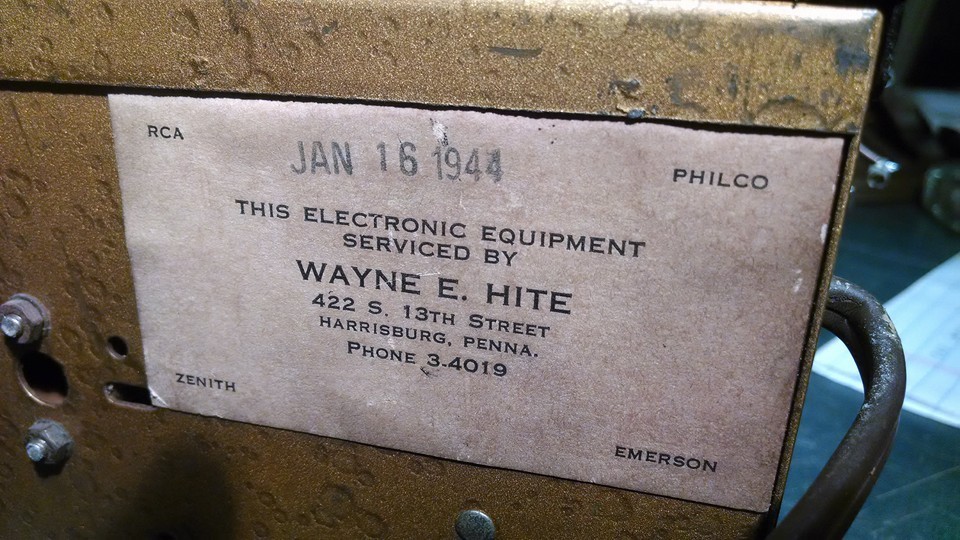 RCA
JAN 16 1944
PHILCO
THIS ELECTRONIC EQUIPMENT
SERVICED BY
WAYNE E. HITE
422 S. 13TH STREET
HARRISBURG, PENNA.
PHONE 3-4019
ZENITH
EMERSON